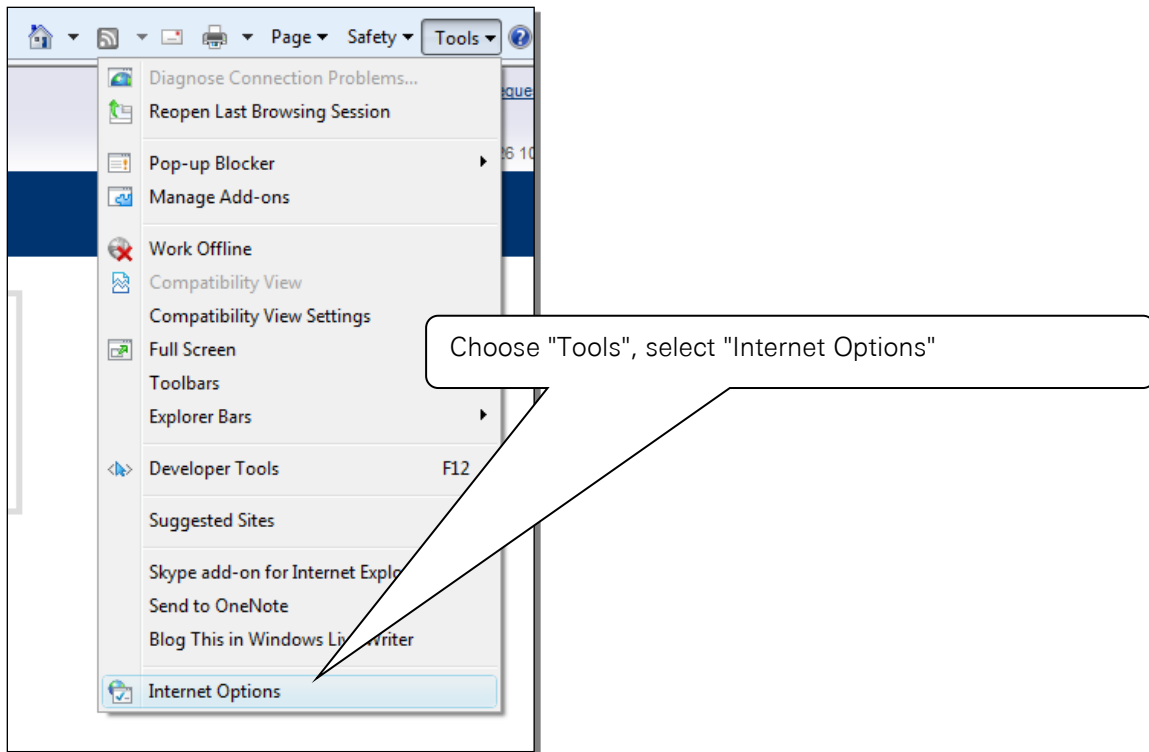 Page Safety Tools
Diagnose Connection Problems...
Reopen Last Browsing Session
Pop-up Blocker
Manage Add-ons
Work Offline
Compatibility View
Compatibility View Settings
Full Screen
Toolbars
Explorer Bars
Developer Tools F12
Suggested Sites
Skype add-on for Internet
Send to OneNote
Blog This in Windows Writer
Internet Options
Choose "Tools", select "Internet Options"